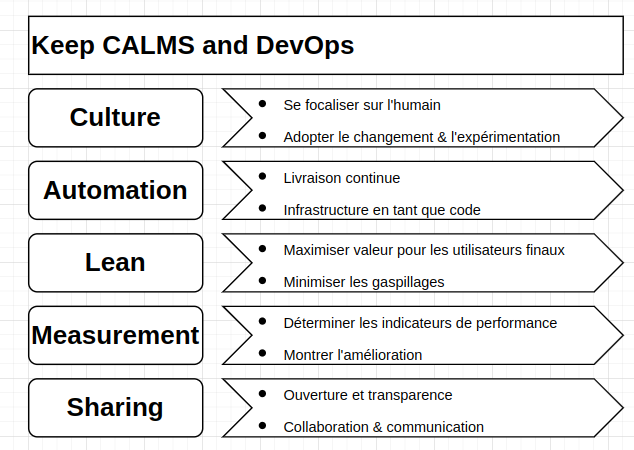 Keep CALMS and DevOps
Culture
• Se focaliser sur l'humain
• Adopter le changement & l'expérimentation
Automation
• Livraison continue
• Infrastructure en tant que code
Lean
• Maximiser valeur pour les utilisateurs finaux
• Minimiser les gaspillages
Measurement
• Déterminer les indicateurs de performance
• Montrer l'amélioration
Sharing
• Ouverture et transparence
• Collaboration & communication